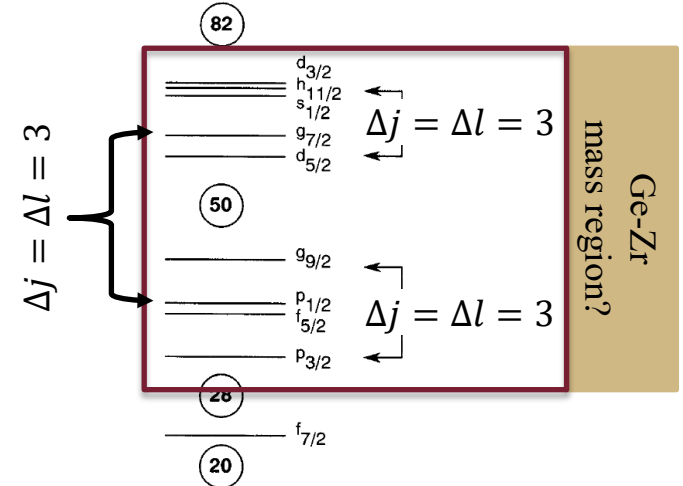 82
d3/2
h11/2
s1/2
Δj = Δl = 3
g7/2
d5/2
50
g9/2
p1/2
f5/2
Δj = Δl = 3
p3/2
28
f7/2
20
Δj = Δl = 3
Ge-Zr
mass region?